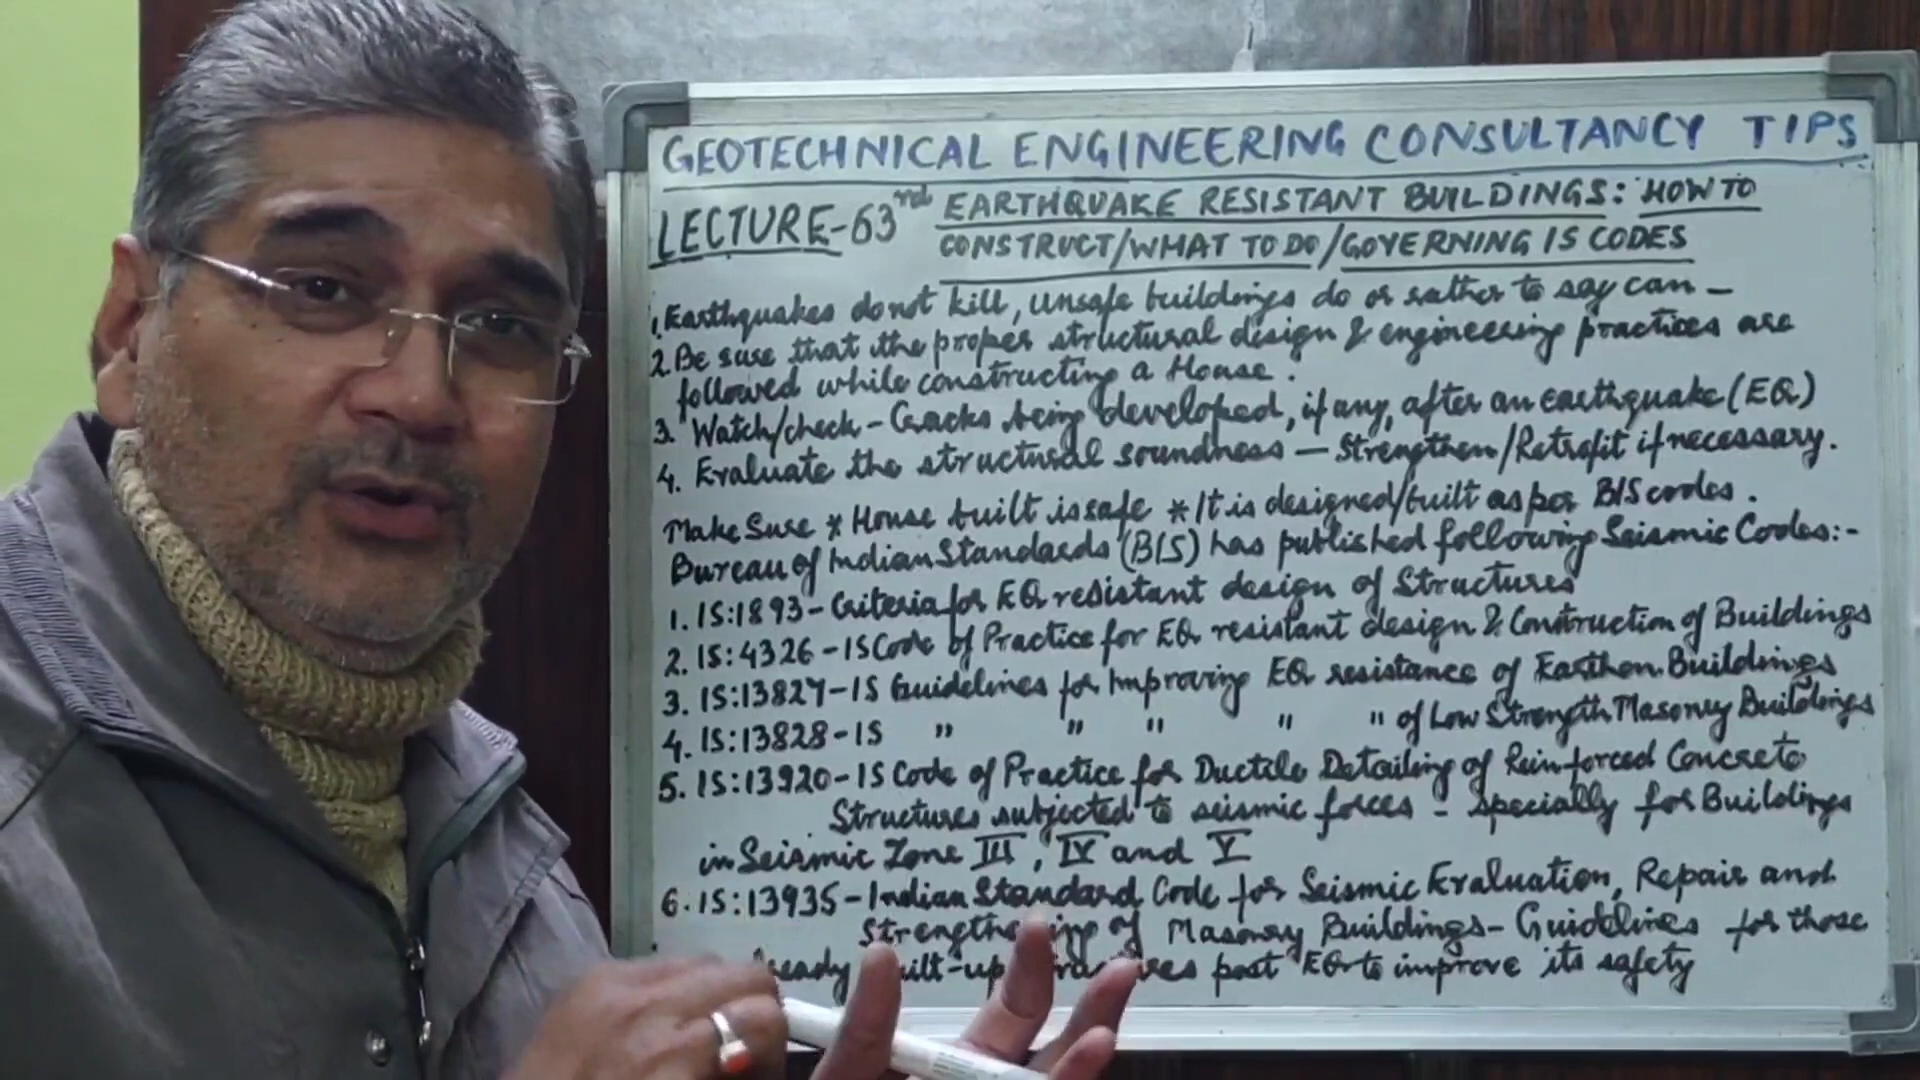 GEOTECHNICAL ENGINEERING CONSULTANCY TIPS
LECTURE-63rd EARTHQUAKE RESISTANT BUILDINGS: HOW TO
CONSTRUCT/WHAT TO DO/GOVERNING IS CODES
1. Earthquakes do not kill, unsafe buildings do or rather to say can -
2. Be sure that the proper structural design & engineering practices are
followed while constructing a House.
3. Watch/check - Cracks being developed, if any, after an earthquake (EQ)
4. Evaluate the structural soundness - Strengthen/Retrofit if necessary.
Make Sure * House built is safe * It is designed/built as per BIS codes.
Bureau of Indian Standards (BIS) has published following Seismic Codes:-
1. IS:1893 - Criteria for EQ resistant design of Structures
2. IS:4326 - IS Code of Practice for EQ resistant design & Construction of Buildings
3. IS:13827 - IS Guidelines for Improving EQ resistance of Earthen Buildings
4. IS:13828 - IS " " " " " of Low Strength Masonry Buildings
5. IS:13920 - IS Code of Practice for Ductile Detailing of Reinforced Concrete
Structures subjected to seismic forces - specially for Buildings
in Seismic Zone III, IV and V
6. IS:13935 - Indian Standard Code for Seismic Evaluation, Repair and
Strengthening of Masonry Buildings - Guidelines for those
post EQ to improve its safety